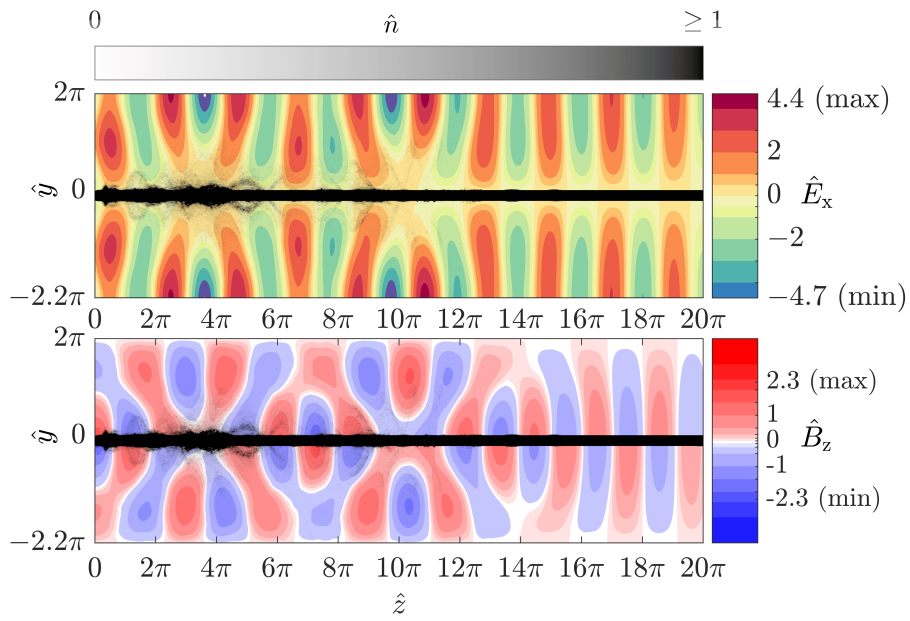 0 n̂ ≥ 1
2π
ŷ 0
−2.2π
4.4 (max)
2
0 Êx
−2
−4.7 (min)
0 2π 4π 6π 8π 10π 12π 14π 16π 18π 20π
2π
ŷ 0
−2.2π
2.3 (max)
1
0 B̂z
-1
-2.3 (min)
0 2π 4π 6π 8π 10π 12π 14π 16π 18π 20π
ẑ